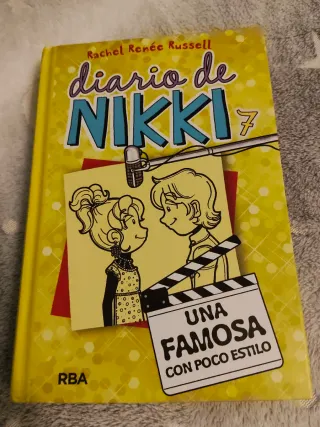 Rachel Renée Russell
diario de
NIKKI 7
UNA
FAMOSA
CON POCO ESTILO
RBA